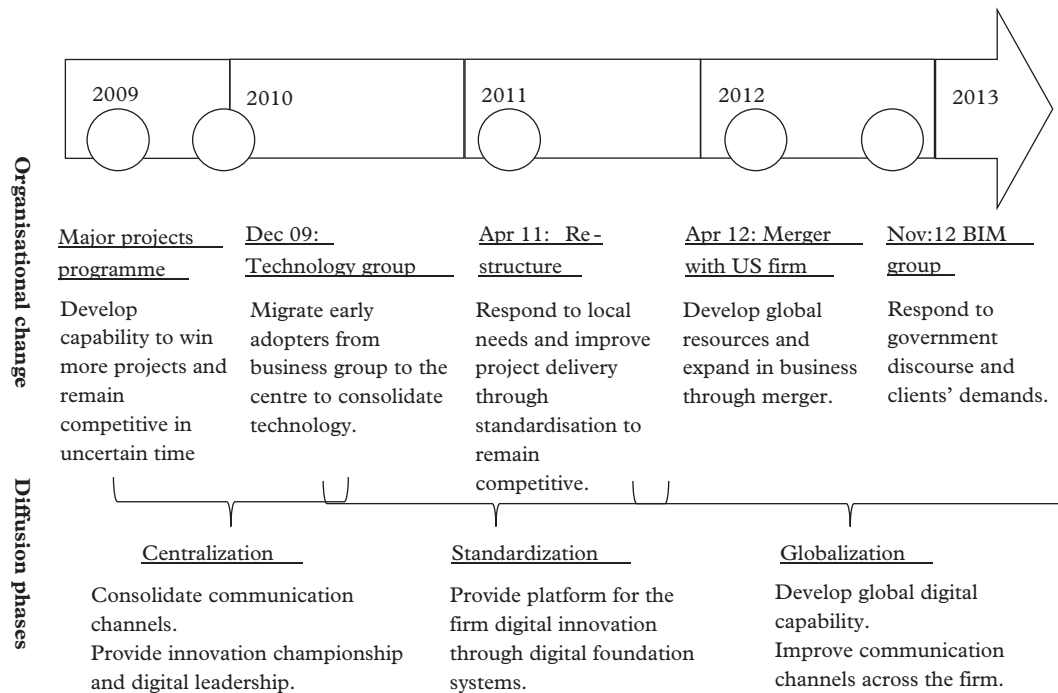 2009
2010
2011
2012
2013
Organisational change
Major projects
programme
Develop
capability to win
more projects and
remain
competitive in
uncertain time
Dec 09:
Technology group
Migrate early
adopters from
business group to the
centre to consolidate
technology.
Apr 11: Re-
structure
Respond to local
needs and improve
project delivery
through
standardisation to
remain
competitive.
Apr 12: Merger
with US firm
Develop global
resources and
expand in business
through merger.
Nov:12 BIM
group
Respond to
government
discourse and
clients’ demands.
Diffusion phases
Centralization
Consolidate communication
channels.
Provide innovation championship
and digital leadership.
Standardization
Provide platform for the
firm digital innovation
through digital foundation
systems.
Globalization
Develop global digital
capability.
Improve communication
channels across the firm.